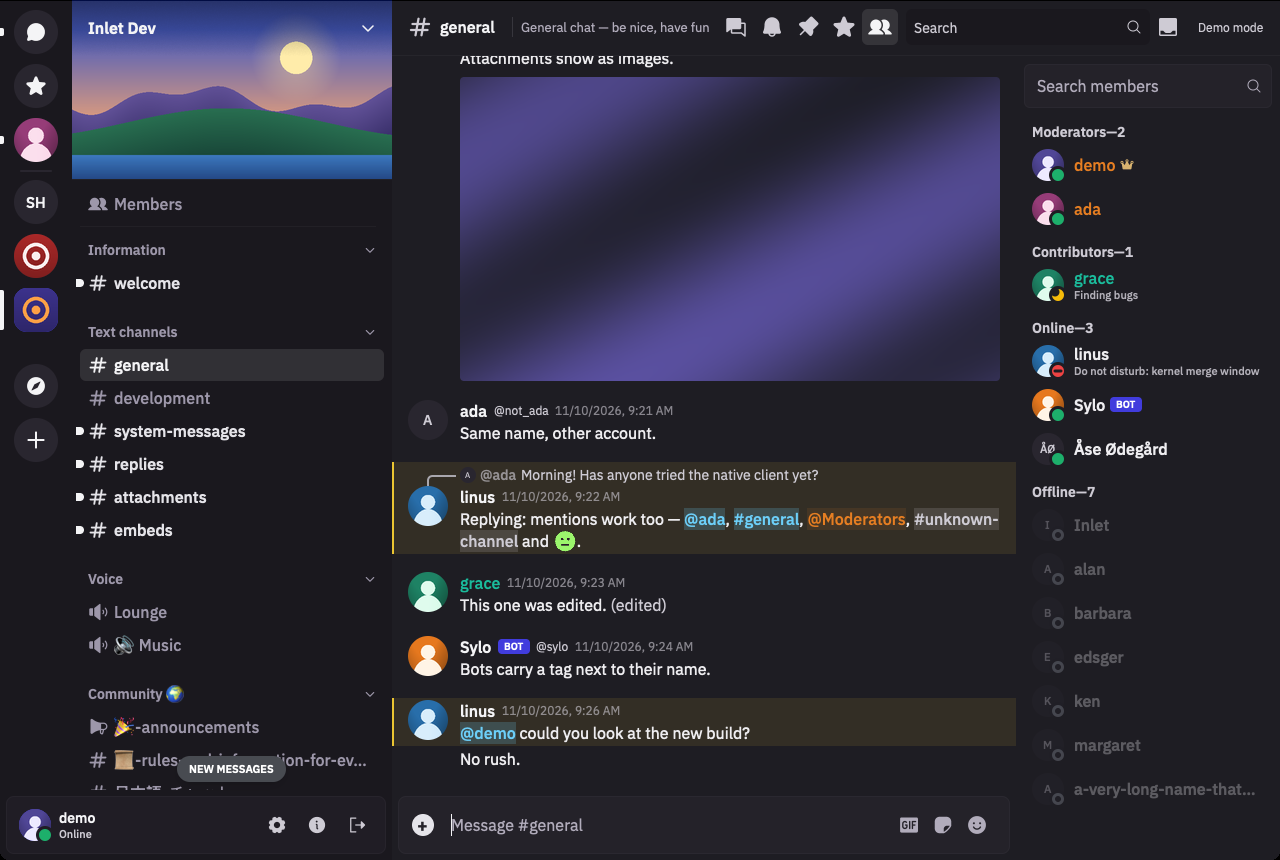 Inlet Dev
Members
Information
welcome
Text channels
general
development
system-messages
replies
attachments
embeds
Voice
Lounge
🔊 Music
Community 🌍
🎉-announcements
📜-rules-
-for-ev...
NEW MESSAGES
demo
Online
SH
# general
General chat — be nice, have fun
Search
Demo mode
Attachments show as images.
A
ada @not_ada 11/10/2026, 9:21 AM
Same name, other account.
A @ada Morning! Has anyone tried the native client yet?
linus 11/10/2026, 9:22 AM
Replying: mentions work too — @ada, #general, @Moderators, #unknown-
channel and 😐.
grace 11/10/2026, 9:23 AM
This one was edited. (edited)
Sylo BOT @sylo 11/10/2026, 9:24 AM
Bots carry a tag next to their name.
linus 11/10/2026, 9:26 AM
@demo could you look at the new build?
No rush.
Message #general
GIF
Search members
Moderators—2
demo
ada
Contributors—1
grace
Finding bugs
Online—3
linus
Do not disturb: kernel merge window
Sylo BOT
ÅØ Åse Ødegård
Offline—7
I Inlet
A alan
B barbara
E edsger
K ken
M margaret
A a-very-long-name-that...